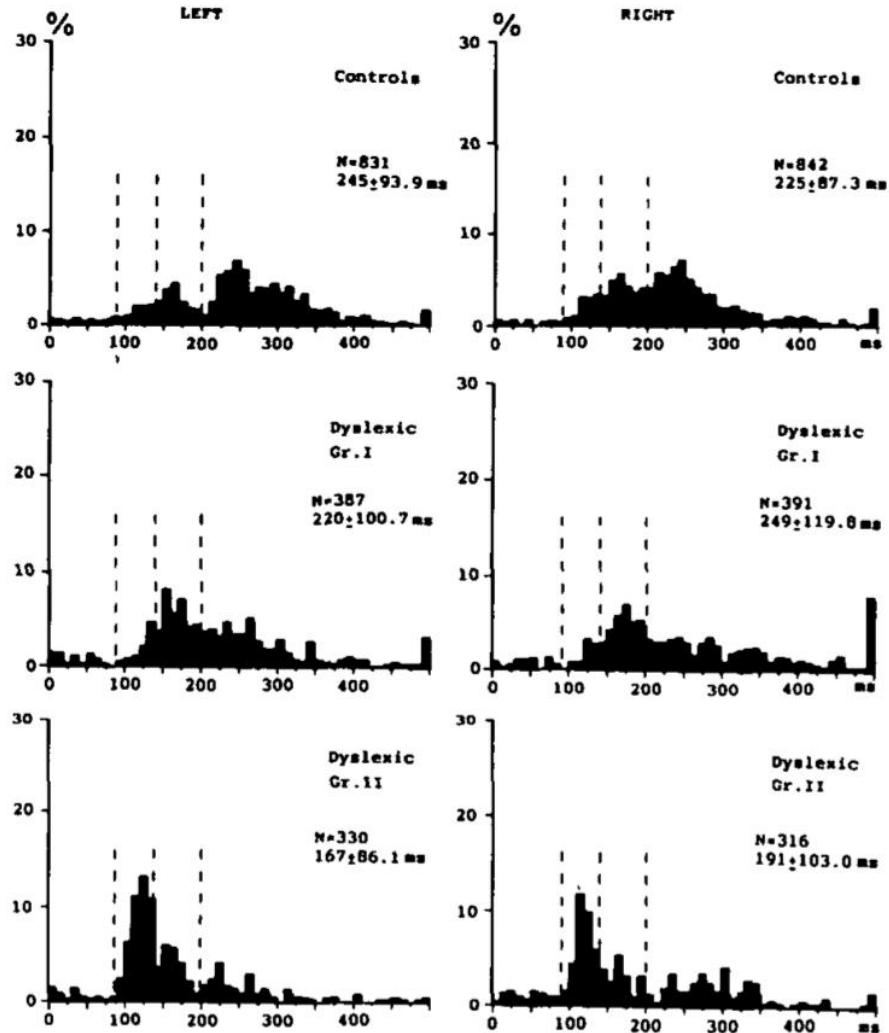 % LEFT
30
20
10
0
Controls
N=831
245±93.9 ms
0 100 200 300 400
% RIGHT
30
20
10
0
Controls
N=842
225±87.3 ms
0 100 200 300 400 ms
30
20
10
0
Dyslexic
Gr.I
N=387
220±100.7 ms
0 100 200 300 400
30
20
10
0
Dyslexic
Gr.I
N=391
249±119.8 ms
0 100 200 300 400 ms
30
20
10
0
Dyslexic
Gr.II
N=330
167±86.1 ms
0 100 200 300 400
30
20
10
0
Dyslexic
Gr.II
N=316
191±103.0 ms
0 100 200 300 400 ms